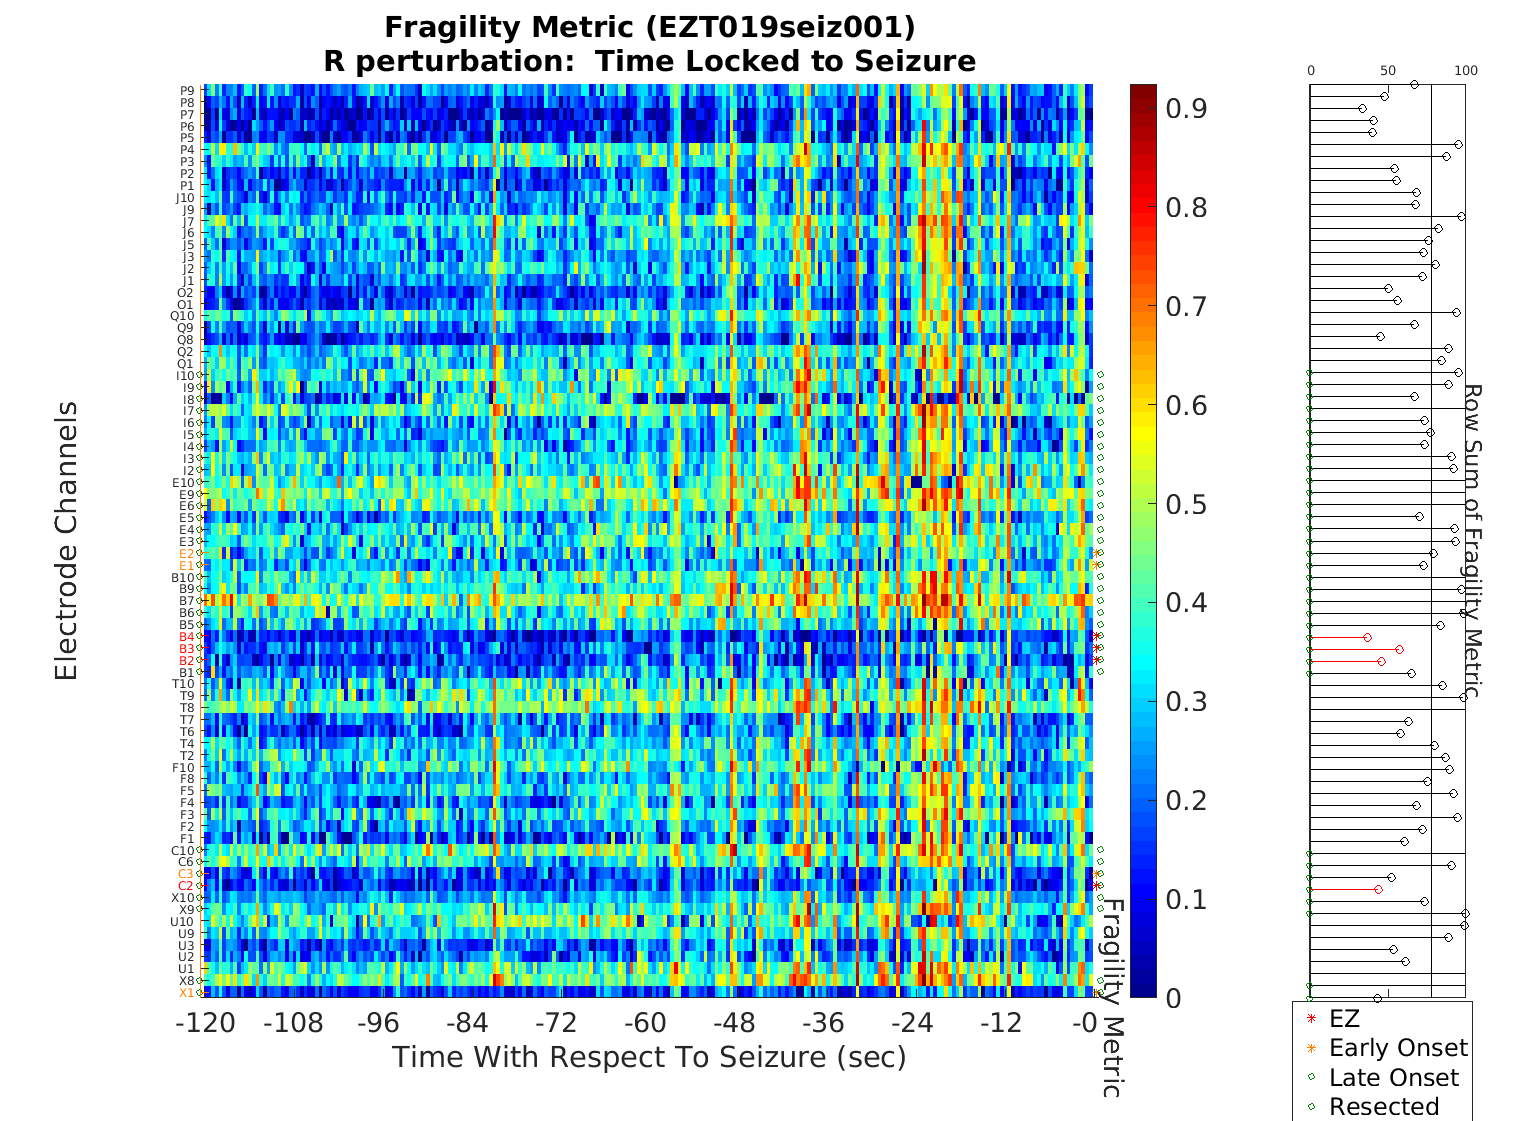 Fragility Metric (EZT019seiz001)
R perturbation:  Time Locked to Seizure
Electrode Channels
P9
P8
P7
P6
P5
P4
P3
P2
P1
J10
J9
J7
J6
J5
J3
J2
J1
O2
O1
Q10
Q9
Q8
Q2
Q1
I10
I9
I8
I7
I6
I5
I4
I3
I2
E10
E9
E6
E5
E4
E3
E2
E1
B10
B9
B7
B6
B5
B4
B3
B2
B1
T10
T9
T8
T7
T6
T4
T2
F10
F8
F5
F4
F3
F2
F1
C10
C6
C3
C2
X10
X9
U10
U9
U3
U2
U1
X8
X1
-120 -108 -96 -84 -72 -60 -48 -36 -24 -12 -0
Time With Respect To Seizure (sec)
0.9
0.8
0.7
0.6
0.5
0.4
0.3
0.2
0.1
0
Fragility Metric
0 50 100
Row Sum of Fragility Metric
EZ
Early Onset
Late Onset
Resected